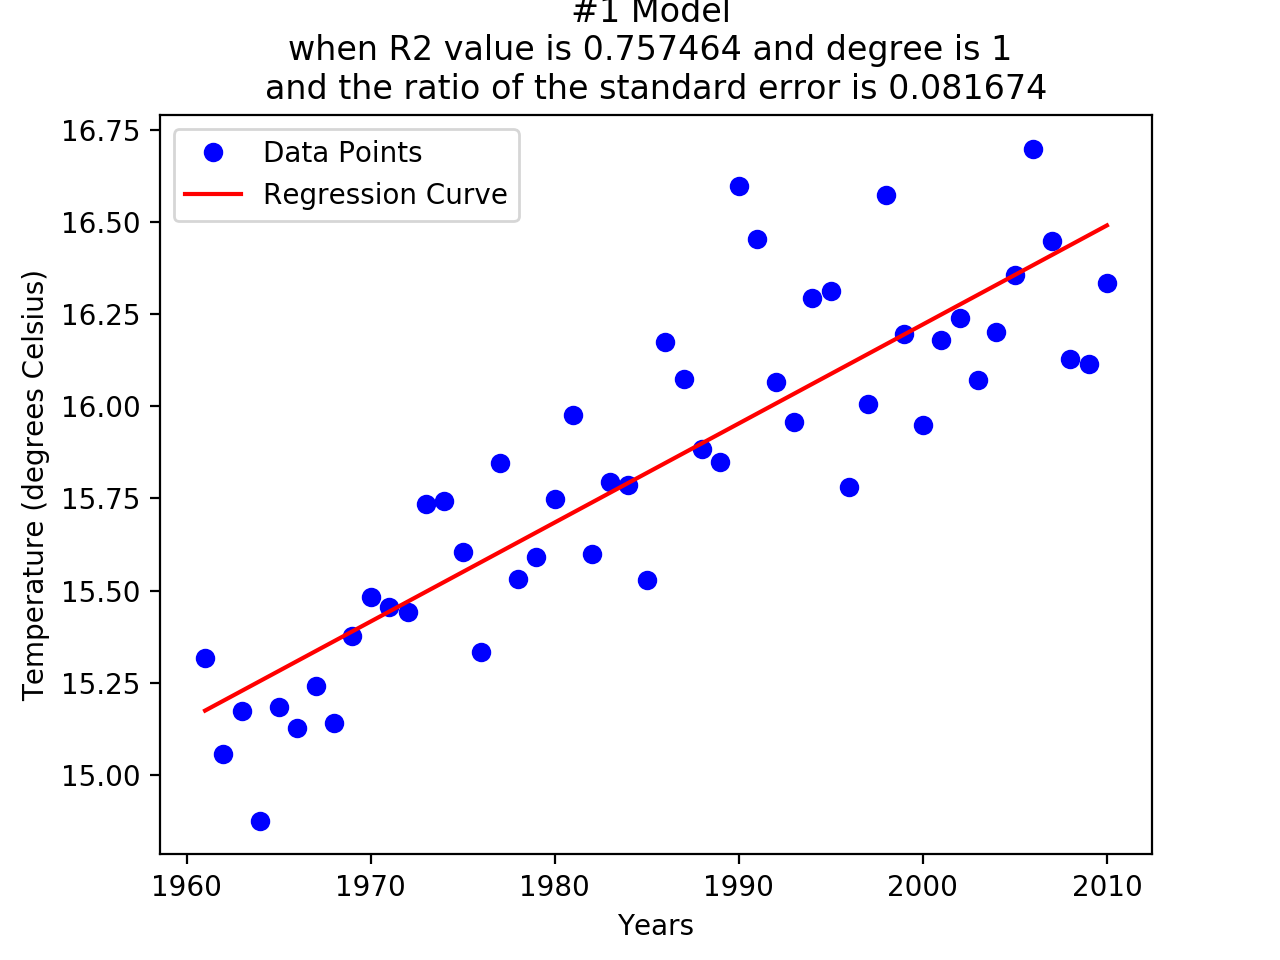 #1 Model
when R2 value is 0.757464 and degree is 1
and the ratio of the standard error is 0.081674
16.75
16.50
16.25
16.00
15.75
15.50
15.25
15.00
Temperature (degrees Celsius)
Data Points
Regression Curve
1960 1970 1980 1990 2000 2010
Years